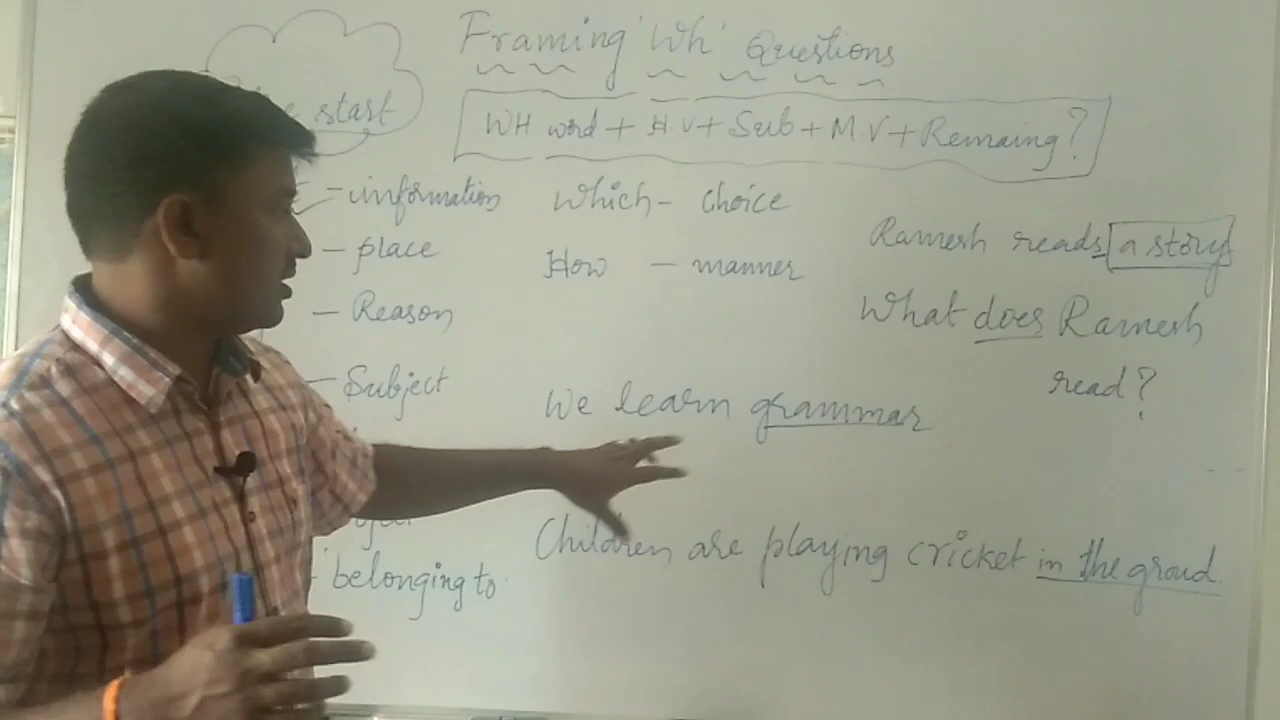 Framing 'Wh' Questions
start
WH word + H.V + Sub + M.V + Remaing?
- information
- place
- Reason
- Subject
- belonging to
Which - choice
How - manner
Ramesh reads a story
What does Ramesh
read?
We learn grammar
Children are playing cricket in the groud.